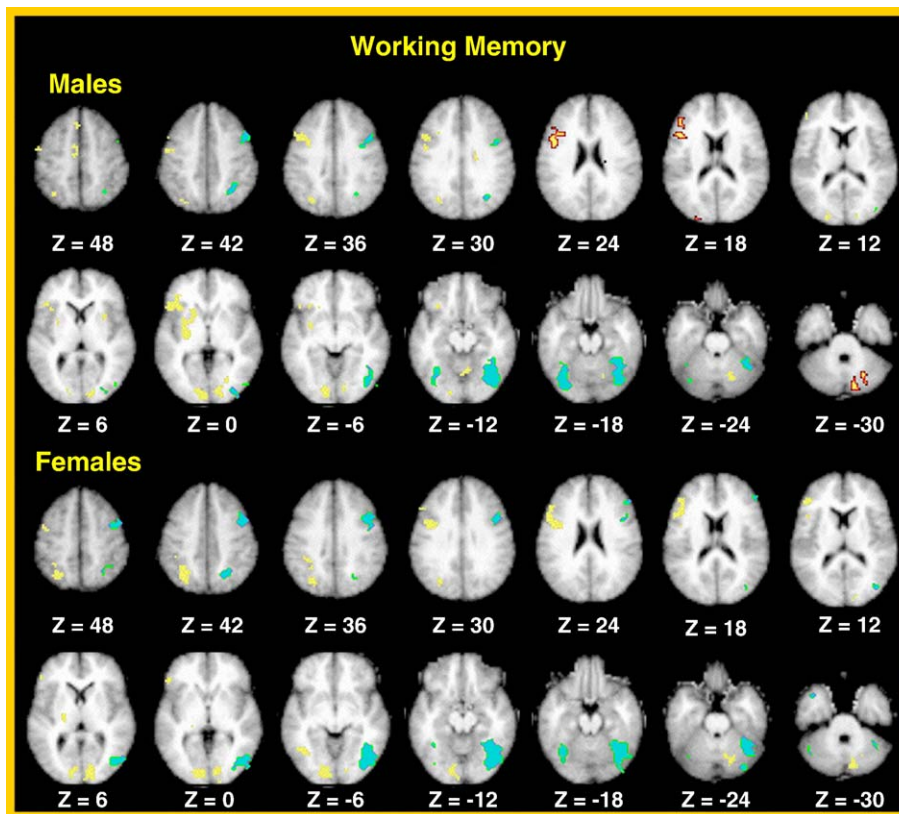 Working Memory
Males
Z = 48 Z = 42 Z = 36 Z = 30 Z = 24 Z = 18 Z = 12
Z = 6 Z = 0 Z = -6 Z = -12 Z = -18 Z = -24 Z = -30
Females
Z = 48 Z = 42 Z = 36 Z = 30 Z = 24 Z = 18 Z = 12
Z = 6 Z = 0 Z = -6 Z = -12 Z = -18 Z = -24 Z = -30